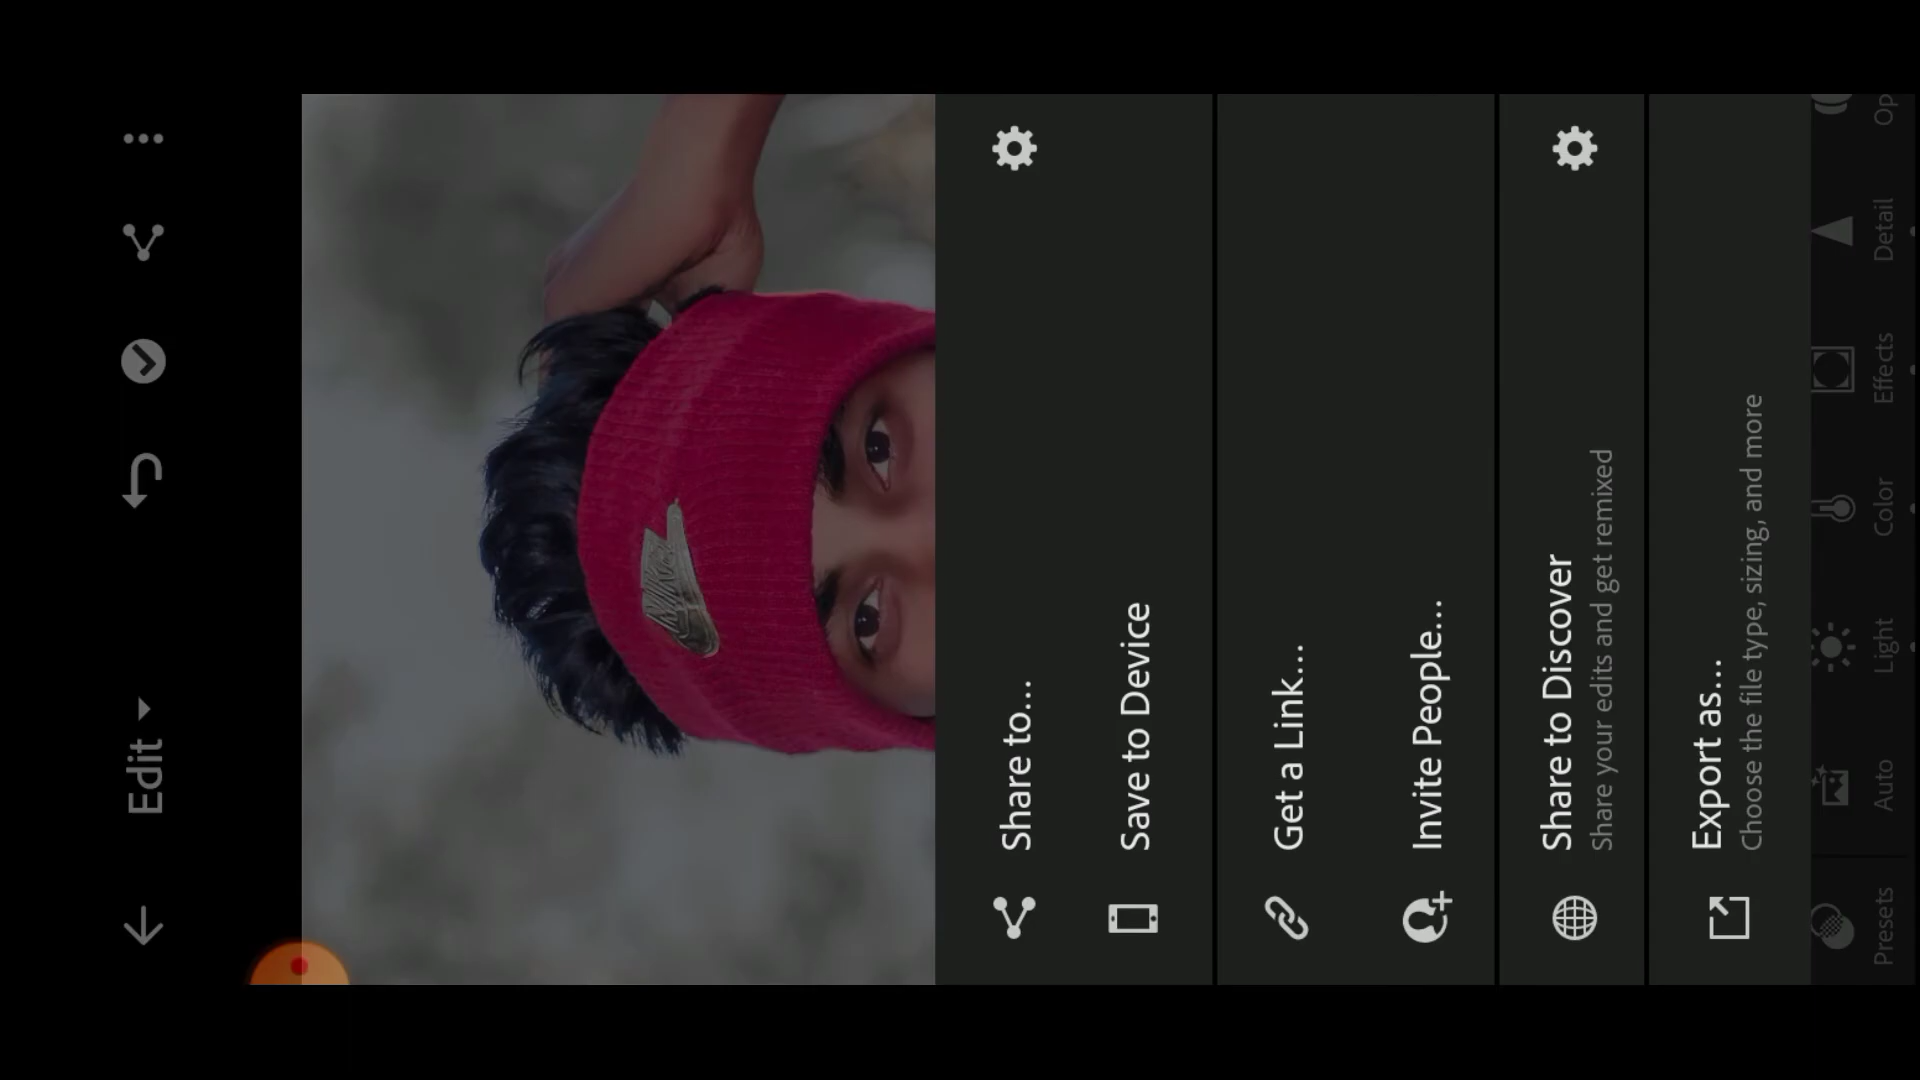 Edit
Share to...
Save to Device
Get a Link...
Invite People...
Share to Discover
Share your edits and get remixed
Export as...
Choose the file type, sizing, and more
Presets
Auto
Light
Color
Effects
Detail
Op